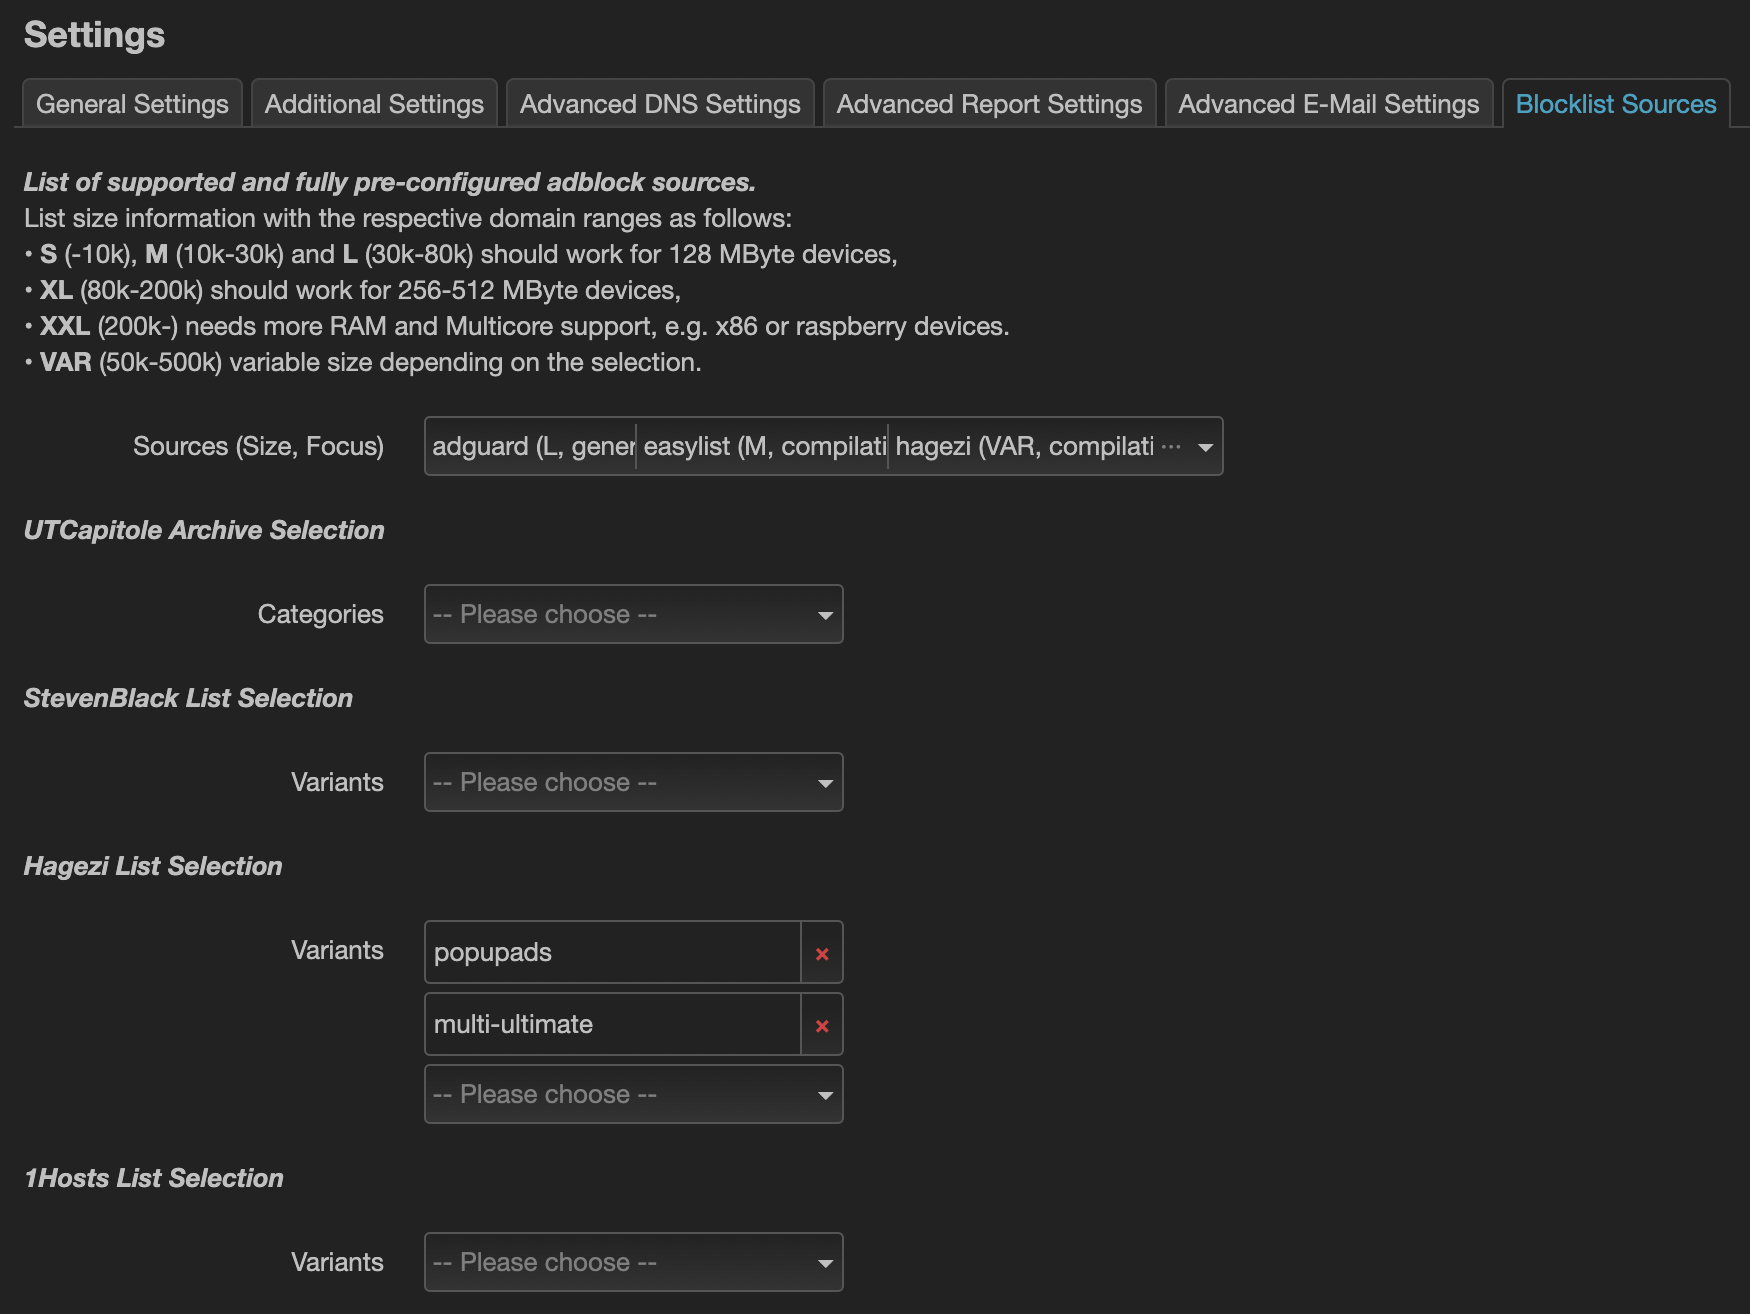 Settings
General Settings Additional Settings Advanced DNS Settings Advanced Report Settings Advanced E-Mail Settings Blocklist Sources
List of supported and fully pre-configured adblock sources.
List size information with the respective domain ranges as follows:
• S (-10k), M (10k-30k) and L (30k-80k) should work for 128 MByte devices,
• XL (80k-200k) should work for 256-512 MByte devices,
• XXL (200k-) needs more RAM and Multicore support, e.g. x86 or raspberry devices.
• VAR (50k-500k) variable size depending on the selection.
Sources (Size, Focus) adguard (L, gener easylist (M, compilati hagezi (VAR, compilati ···
UTCapitole Archive Selection
Categories -- Please choose --
StevenBlack List Selection
Variants -- Please choose --
Hagezi List Selection
Variants popupads ×
multi-ultimate ×
-- Please choose --
1Hosts List Selection
Variants -- Please choose --